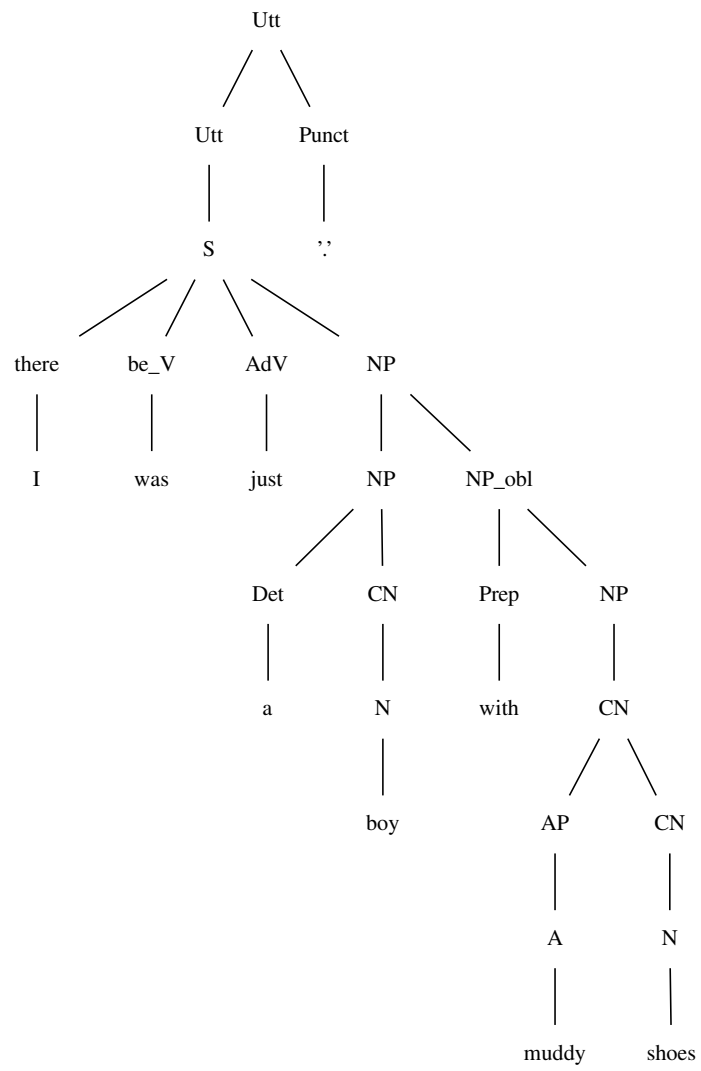 Utt
Utt Punct
S '.'
there be_V AdV NP
I was just NP NP_obl
Det CN Prep NP
a N with CN
boy AP CN
A N
muddy shoes